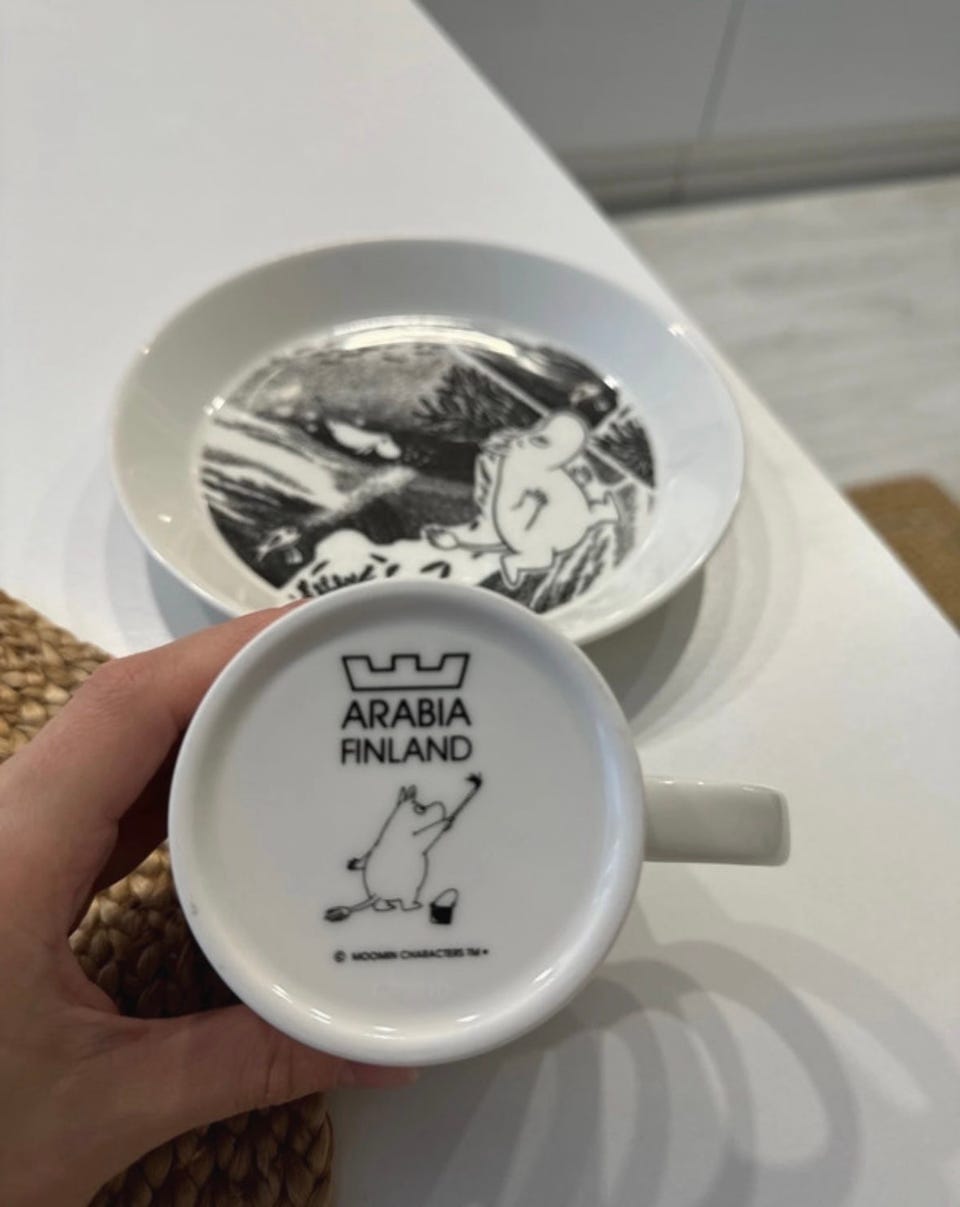 ARABIA
FINLAND
© MOOMIN CHARACTERS TM •